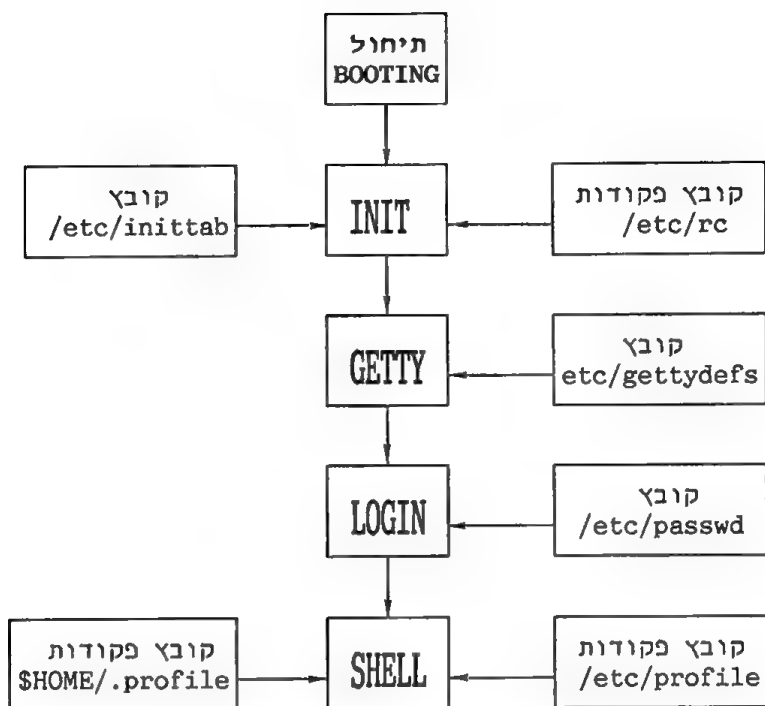 תיחול
BOOTING
קובץ
/etc/inittab
INIT
קובץ פקודות
/etc/rc
GETTY
קובץ
etc/gettydefs
LOGIN
קובץ
/etc/passwd
קובץ פקודות
$HOME/.profile
SHELL
קובץ פקודות
/etc/profile